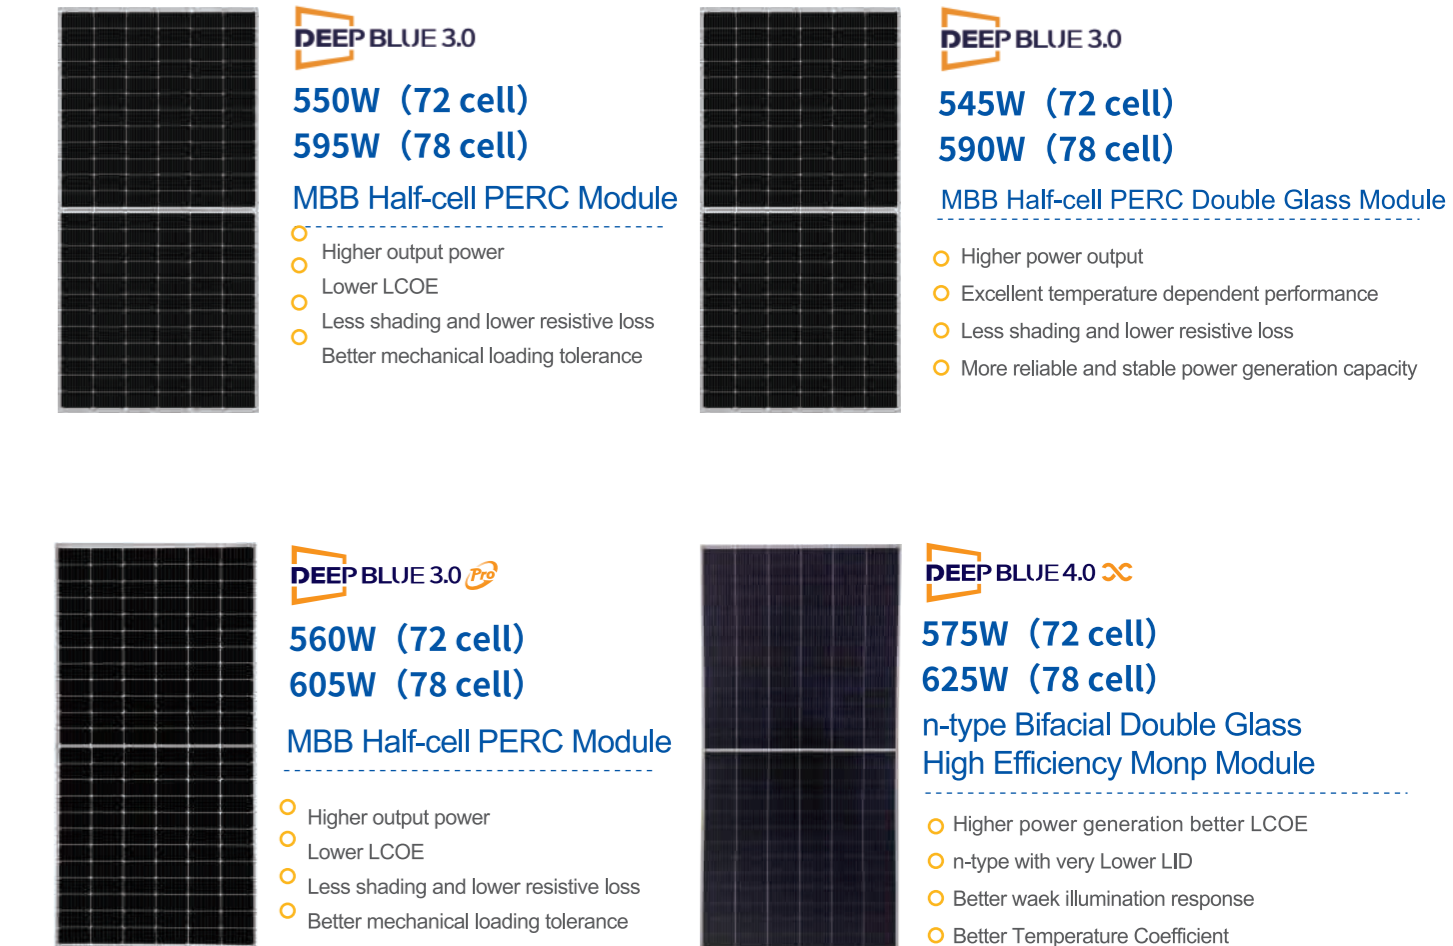 DEEP BLUE 3.0
550W（72 cell）
595W（78 cell）
MBB Half-cell PERC Module
Higher output power
Lower LCOE
Less shading and lower resistive loss
Better mechanical loading tolerance
DEEP BLUE 3.0
545W（72 cell）
590W（78 cell）
MBB Half-cell PERC Double Glass Module
Higher power output
Excellent temperature dependent performance
Less shading and lower resistive loss
More reliable and stable power generation capacity
DEEP BLUE 3.0 Pro
560W（72 cell）
605W（78 cell）
MBB Half-cell PERC Module
Higher output power
Lower LCOE
Less shading and lower resistive loss
Better mechanical loading tolerance
DEEP BLUE 4.0
575W（72 cell）
625W（78 cell）
n-type Bifacial Double Glass
High Efficiency Monp Module
Higher power generation better LCOE
n-type with very Lower LID
Better waek illumination response
Better Temperature Coefficient